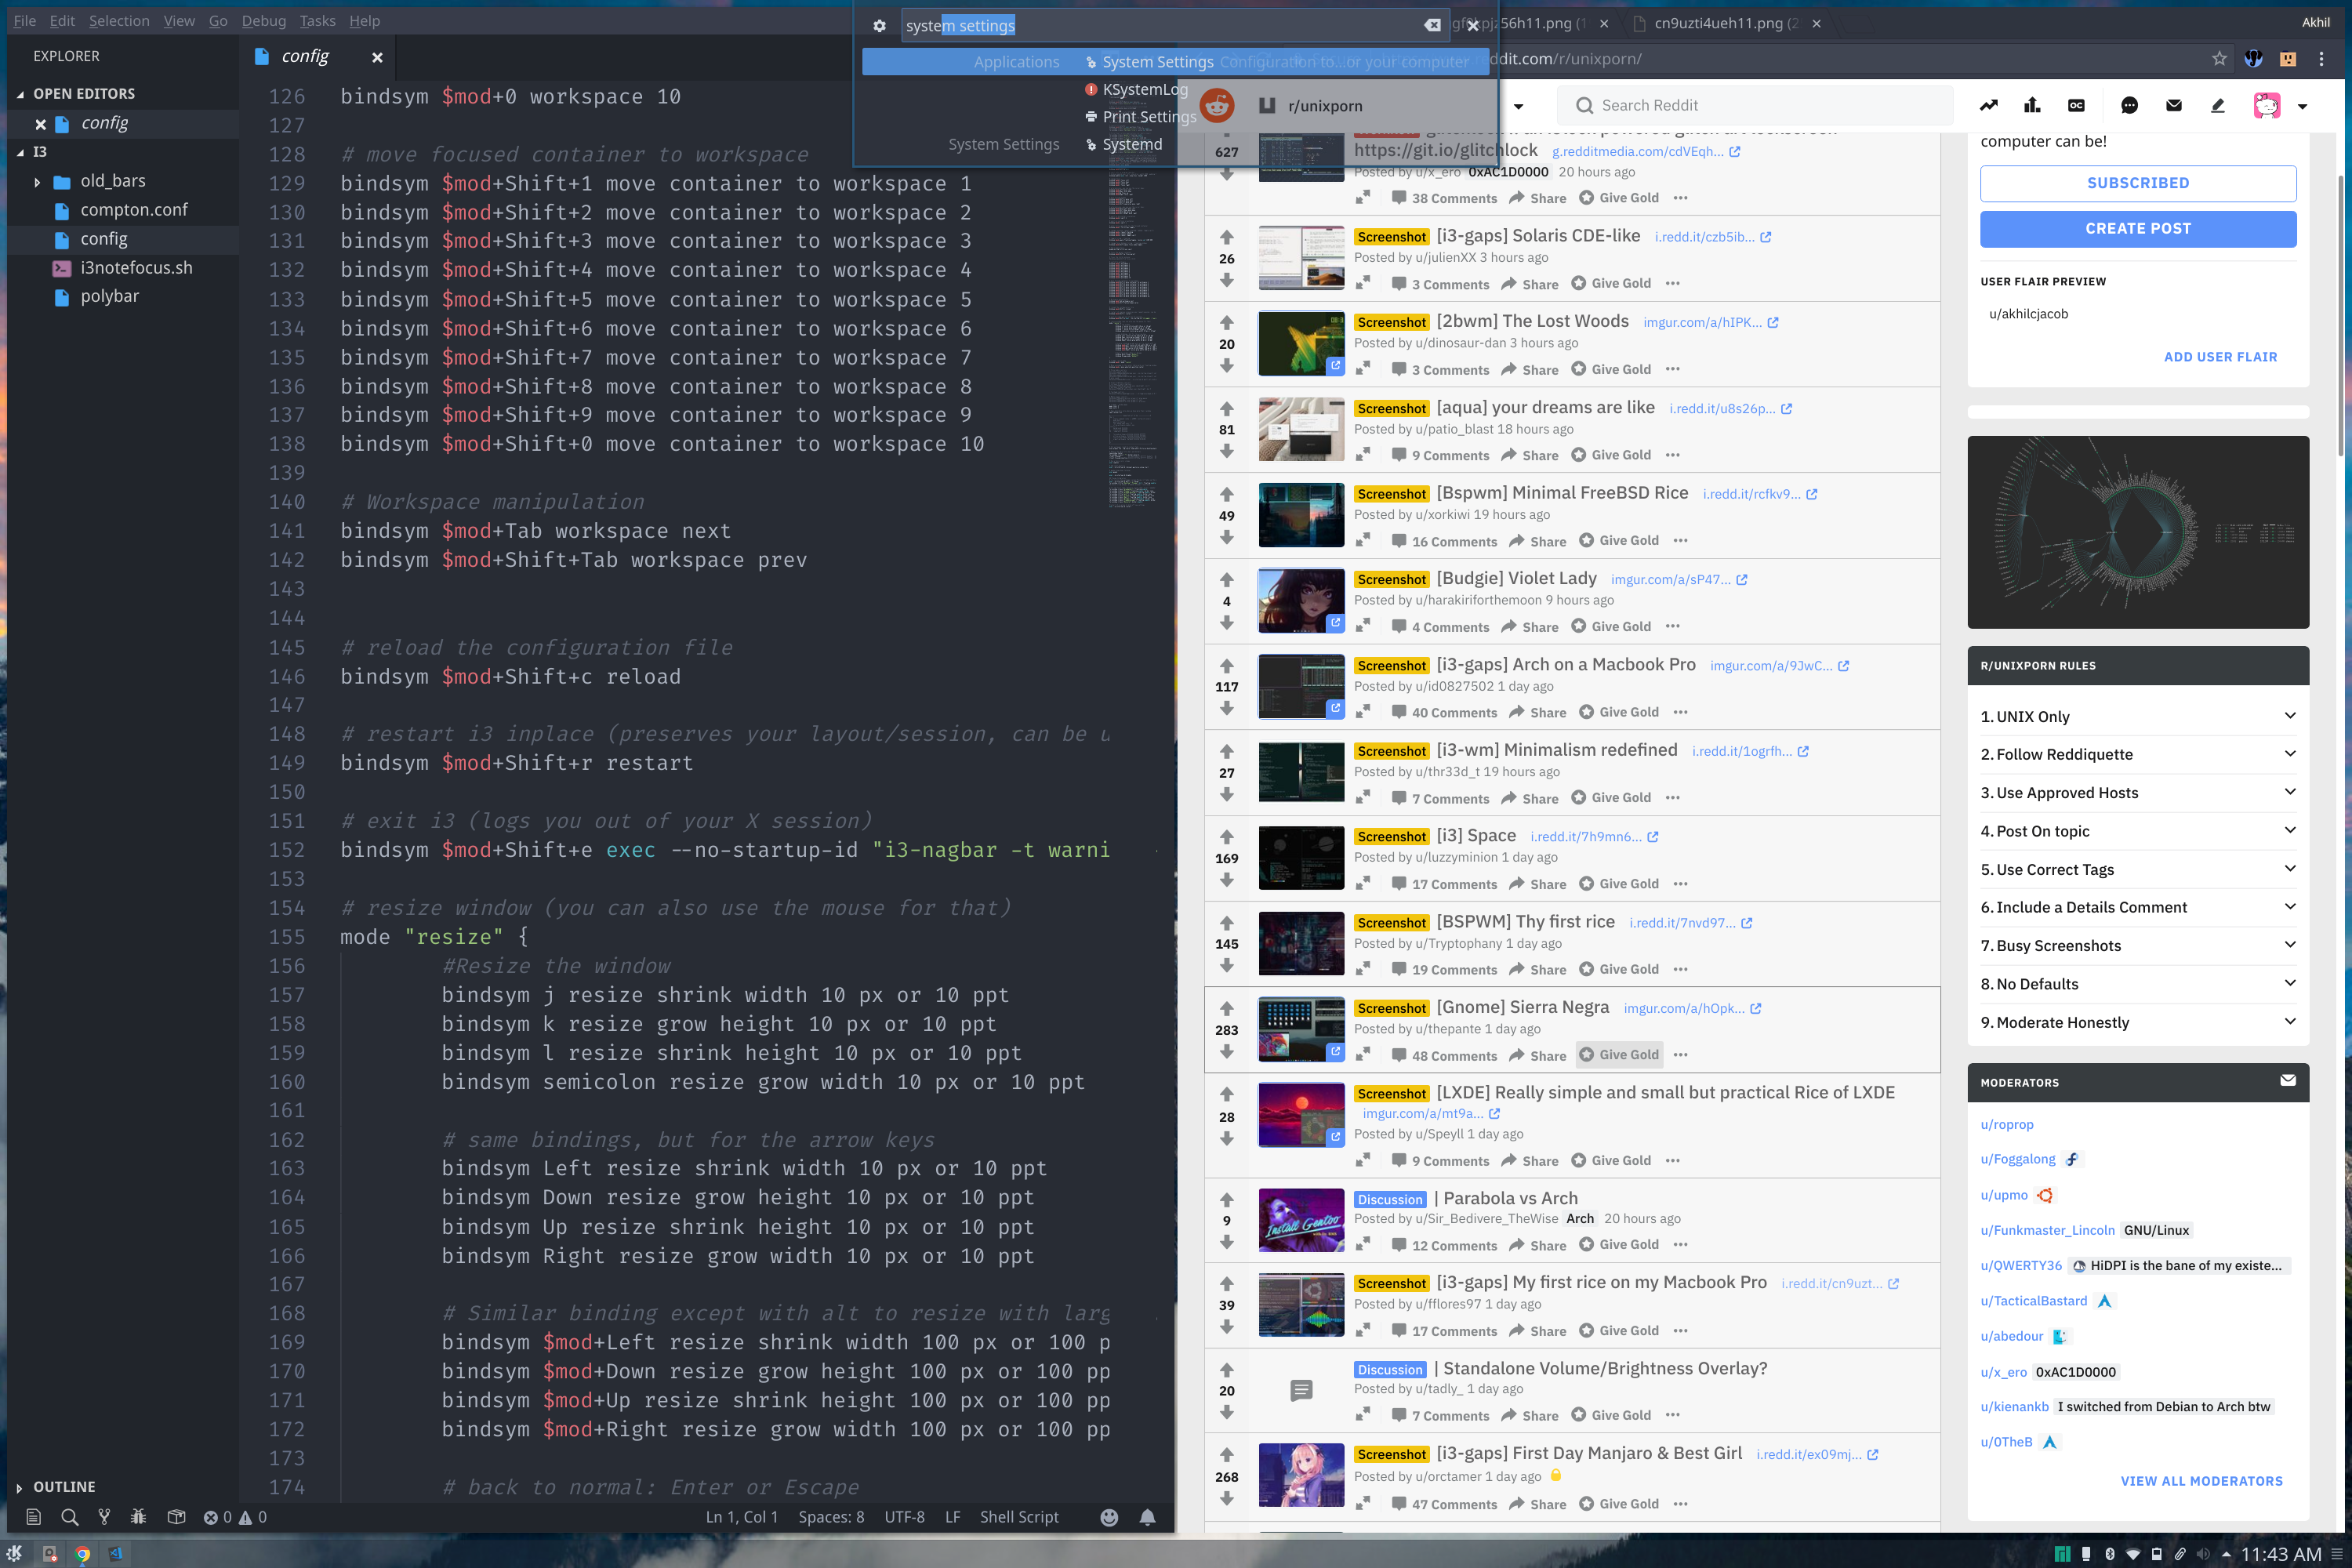 File Edit Selection View Go Debug Tasks Help
EXPLORER
OPEN EDITORS
config
I3
old_bars
compton.conf
config
i3notefocus.sh
polybar
OUTLINE
config
126 bindsym $mod+0 workspace 10
127
128 # move focused container to workspace
129 bindsym $mod+Shift+1 move container to workspace 1
130 bindsym $mod+Shift+2 move container to workspace 2
131 bindsym $mod+Shift+3 move container to workspace 3
132 bindsym $mod+Shift+4 move container to workspace 4
133 bindsym $mod+Shift+5 move container to workspace 5
134 bindsym $mod+Shift+6 move container to workspace 6
135 bindsym $mod+Shift+7 move container to workspace 7
136 bindsym $mod+Shift+8 move container to workspace 8
137 bindsym $mod+Shift+9 move container to workspace 9
138 bindsym $mod+Shift+0 move container to workspace 10
139
140 # Workspace manipulation
141 bindsym $mod+Tab workspace next
142 bindsym $mod+Shift+Tab workspace prev
143
144
145 # reload the configuration file
146 bindsym $mod+Shift+c reload
147
148 # restart i3 inplace (preserves your layout/session, can be u
149 bindsym $mod+Shift+r restart
150
151 # exit i3 (logs you out of your X session)
152 bindsym $mod+Shift+e exec --no-startup-id "i3-nagbar -t warni
153
154 # resize window (you can also use the mouse for that)
155 mode "resize" {
156 #Resize the window
157 bindsym j resize shrink width 10 px or 10 ppt
158 bindsym k resize grow height 10 px or 10 ppt
159 bindsym l resize shrink height 10 px or 10 ppt
160 bindsym semicolon resize grow width 10 px or 10 ppt
161
162 # same bindings, but for the arrow keys
163 bindsym Left resize shrink width 10 px or 10 ppt
164 bindsym Down resize grow height 10 px or 10 ppt
165 bindsym Up resize shrink height 10 px or 10 ppt
166 bindsym Right resize grow width 10 px or 10 ppt
167
168 # Similar binding except with alt to resize with larg
169 bindsym $mod+Left resize shrink width 100 px or 100 p
170 bindsym $mod+Down resize grow height 100 px or 100 pp
171 bindsym $mod+Up resize shrink height 100 px or 100 pp
172 bindsym $mod+Right resize grow width 100 px or 100 pp
173
174 # back to normal: Enter or Escape
0 0
Ln 1, Col 1 Spaces: 8 UTF-8 LF Shell Script
system settings
Applications System Settings Configuration to...or your computer
KSystemLog
Print Settings
System Settings Systemd
pjz56h11.png (1
cn9uzti4ueh11.png (2
Akhil
ddit.com/r/unixporn/
r/unixporn
Search Reddit
627
https://git.io/glitchlock g.redditmedia.com/cdVEqh...
Posted by u/x_ero 0xAC1D0000 20 hours ago
38 Comments Share Give Gold
26
Screenshot [i3-gaps] Solaris CDE-like i.redd.it/czb5ib...
Posted by u/julienXX 3 hours ago
3 Comments Share Give Gold
20
Screenshot [2bwm] The Lost Woods imgur.com/a/hIPK...
Posted by u/dinosaur-dan 3 hours ago
3 Comments Share Give Gold
81
Screenshot [aqua] your dreams are like i.redd.it/u8s26p...
Posted by u/patio_blast 18 hours ago
9 Comments Share Give Gold
49
Screenshot [Bspwm] Minimal FreeBSD Rice i.redd.it/rcfkv9...
Posted by u/xorkiwi 19 hours ago
16 Comments Share Give Gold
4
Screenshot [Budgie] Violet Lady imgur.com/a/sP47...
Posted by u/harakiriforthemoon 9 hours ago
4 Comments Share Give Gold
117
Screenshot [i3-gaps] Arch on a Macbook Pro imgur.com/a/9JwC...
Posted by u/id0827502 1 day ago
40 Comments Share Give Gold
27
Screenshot [i3-wm] Minimalism redefined i.redd.it/1ogrfh...
Posted by u/thr33d_t 19 hours ago
7 Comments Share Give Gold
169
Screenshot [i3] Space i.redd.it/7h9mn6...
Posted by u/luzzyminion 1 day ago
17 Comments Share Give Gold
145
Screenshot [BSPWM] Thy first rice i.redd.it/7nvd97...
Posted by u/Tryptophany 1 day ago
19 Comments Share Give Gold
283
Screenshot [Gnome] Sierra Negra imgur.com/a/hOpk...
Posted by u/thepante 1 day ago
48 Comments Share Give Gold
28
Screenshot [LXDE] Really simple and small but practical Rice of LXDE
imgur.com/a/mt9a...
Posted by u/Speyll 1 day ago
9 Comments Share Give Gold
9
Install Gentoo
Discussion | Parabola vs Arch
Posted by u/Sir_Bedivere_TheWise Arch 20 hours ago
12 Comments Share Give Gold
39
Screenshot [i3-gaps] My first rice on my Macbook Pro i.redd.it/cn9uzt...
Posted by u/fflores97 1 day ago
17 Comments Share Give Gold
20
Discussion | Standalone Volume/Brightness Overlay?
Posted by u/tadly_ 1 day ago
7 Comments Share Give Gold
268
Screenshot [i3-gaps] First Day Manjaro & Best Girl i.redd.it/ex09mj...
Posted by u/orctamer 1 day ago
47 Comments Share Give Gold
computer can be!
SUBSCRIBED
CREATE POST
USER FLAIR PREVIEW
u/akhilcjacob
ADD USER FLAIR
R/UNIXPORN RULES
1. UNIX Only
2. Follow Reddiquette
3. Use Approved Hosts
4. Post On topic
5. Use Correct Tags
6. Include a Details Comment
7. Busy Screenshots
8. No Defaults
9. Moderate Honestly
MODERATORS
u/roprop
u/Foggalong
u/upmo
u/Funkmaster_Lincoln GNU/Linux
u/QWERTY36 HiDPI is the bane of my existe...
u/TacticalBastard
u/abedour
u/x_ero 0xAC1D0000
u/kienankb I switched from Debian to Arch btw
u/0TheB
VIEW ALL MODERATORS
11:43 AM